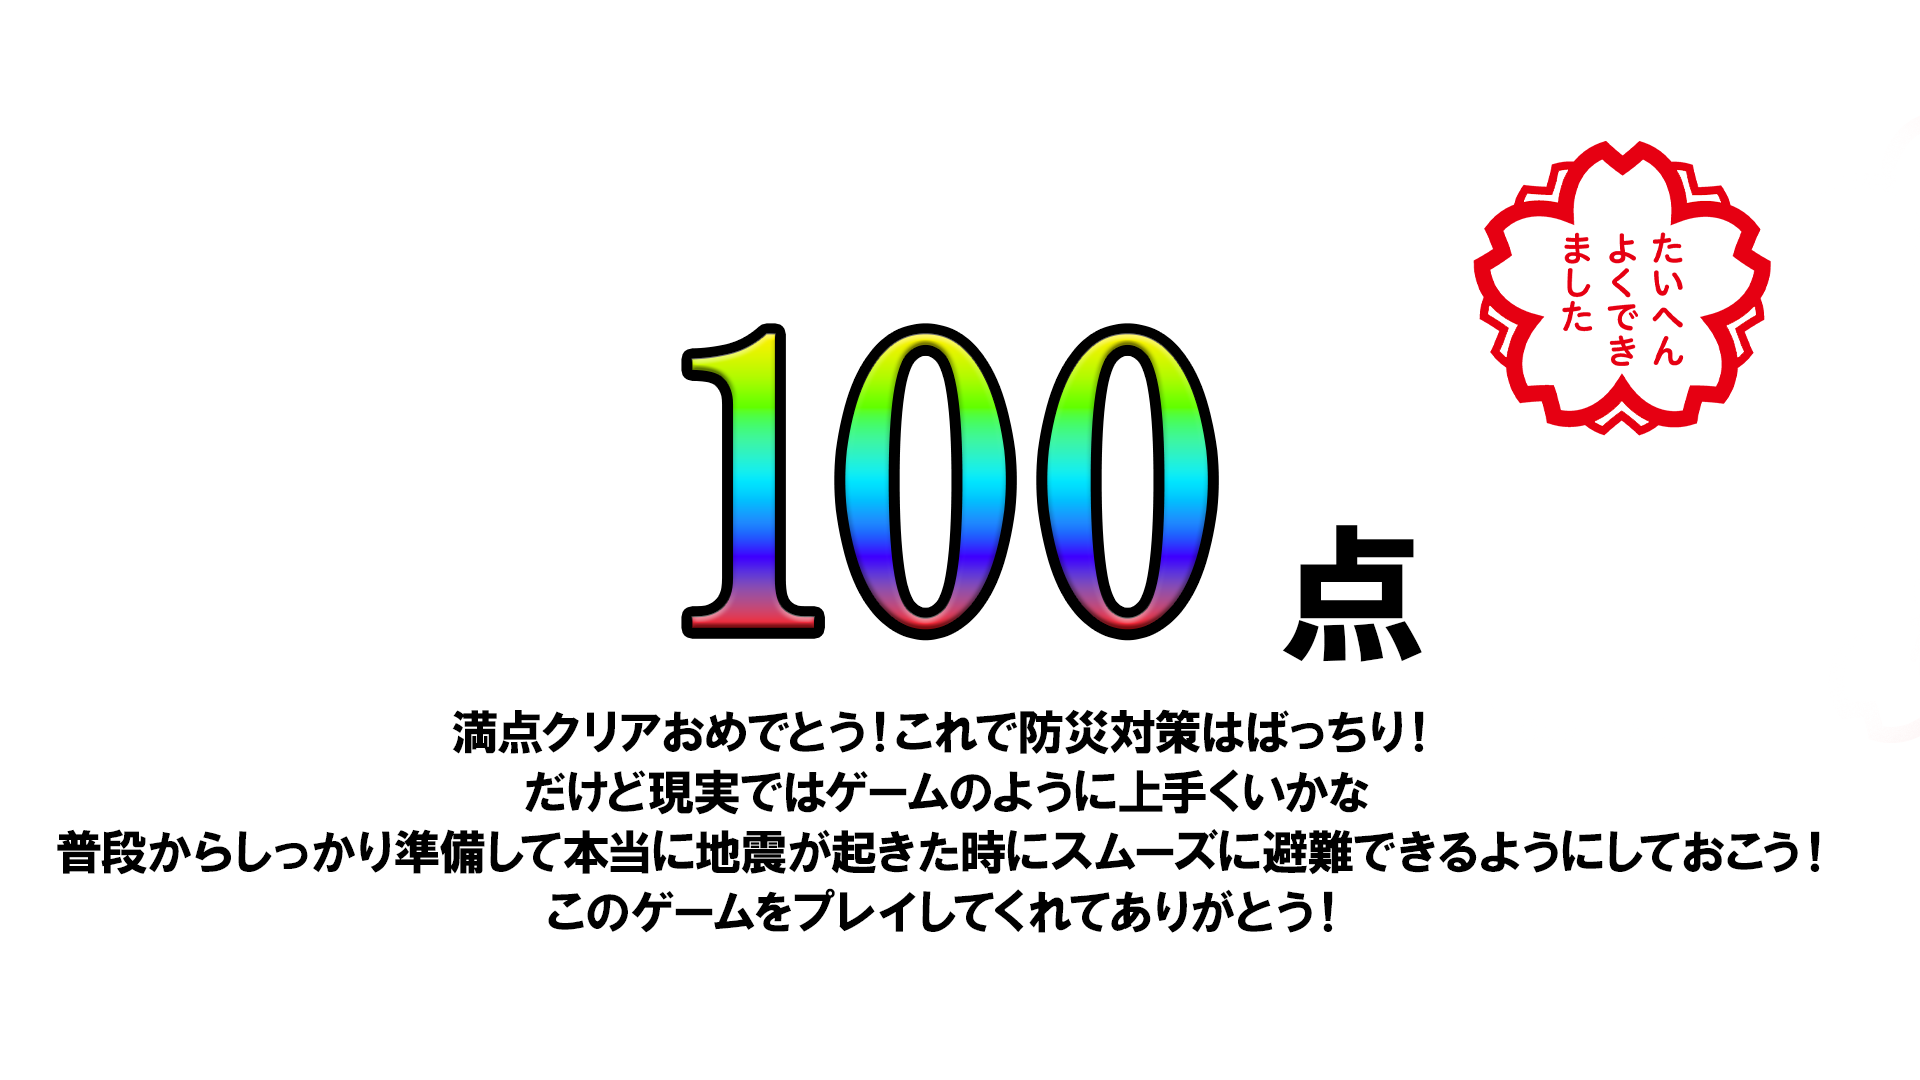 たいへん
よくでき
ました
100点
満点クリアおめでとう！これで防災対策はばっちり！
だけど現実ではゲームのように上手くいかな
普段からしっかり準備して本当に地震が起きた時にスムーズに避難できるようにしておこう！
このゲームをプレイしてくれてありがとう！